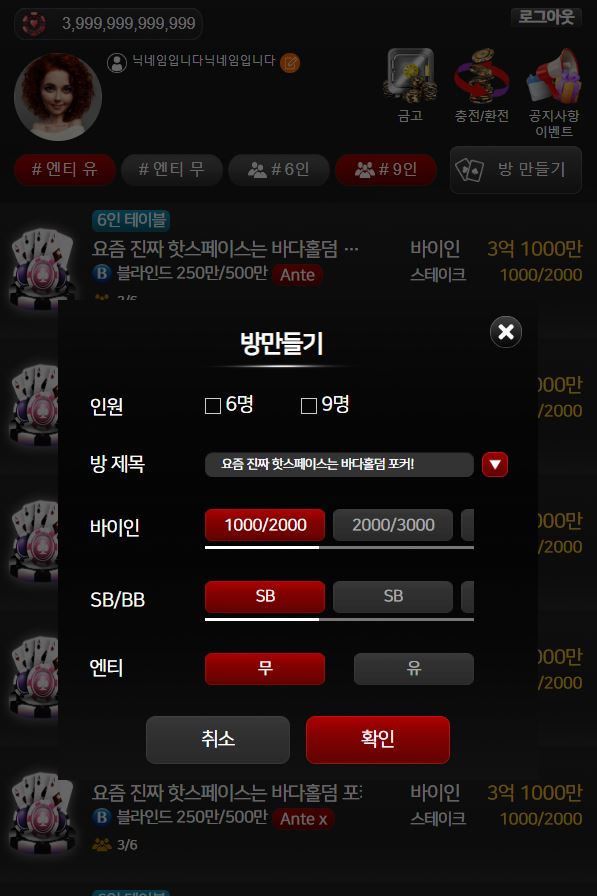 3,999,999,999,999
로그아웃
닉네임입니다닉네임입니다
금고
충전/환전
공지사항
이벤트
# 엔티 유
# 엔티 무
# 6인
# 9인
방 만들기
6인 테이블
요즘 진짜 핫스페이스는 바다홀덤 ...
바이인
3억 1000만
B 블라인드 250만/500만 Ante
스테이크
1000/2000
3/6
방만들기
인원
6명
9명
000만
/2000
방 제목
요즘 진짜 핫스페이스는 바다홀덤 포커!
바이인
1000/2000
2000/3000
000만
/2000
SB/BB
SB
SB
엔티
무
유
000만
/2000
취소
확인
요즘 진짜 핫스페이스는 바다홀덤
바이인
3억 1000만
B 블라인드 250만/500만 Ante x
스테이크
1000/2000
3/6